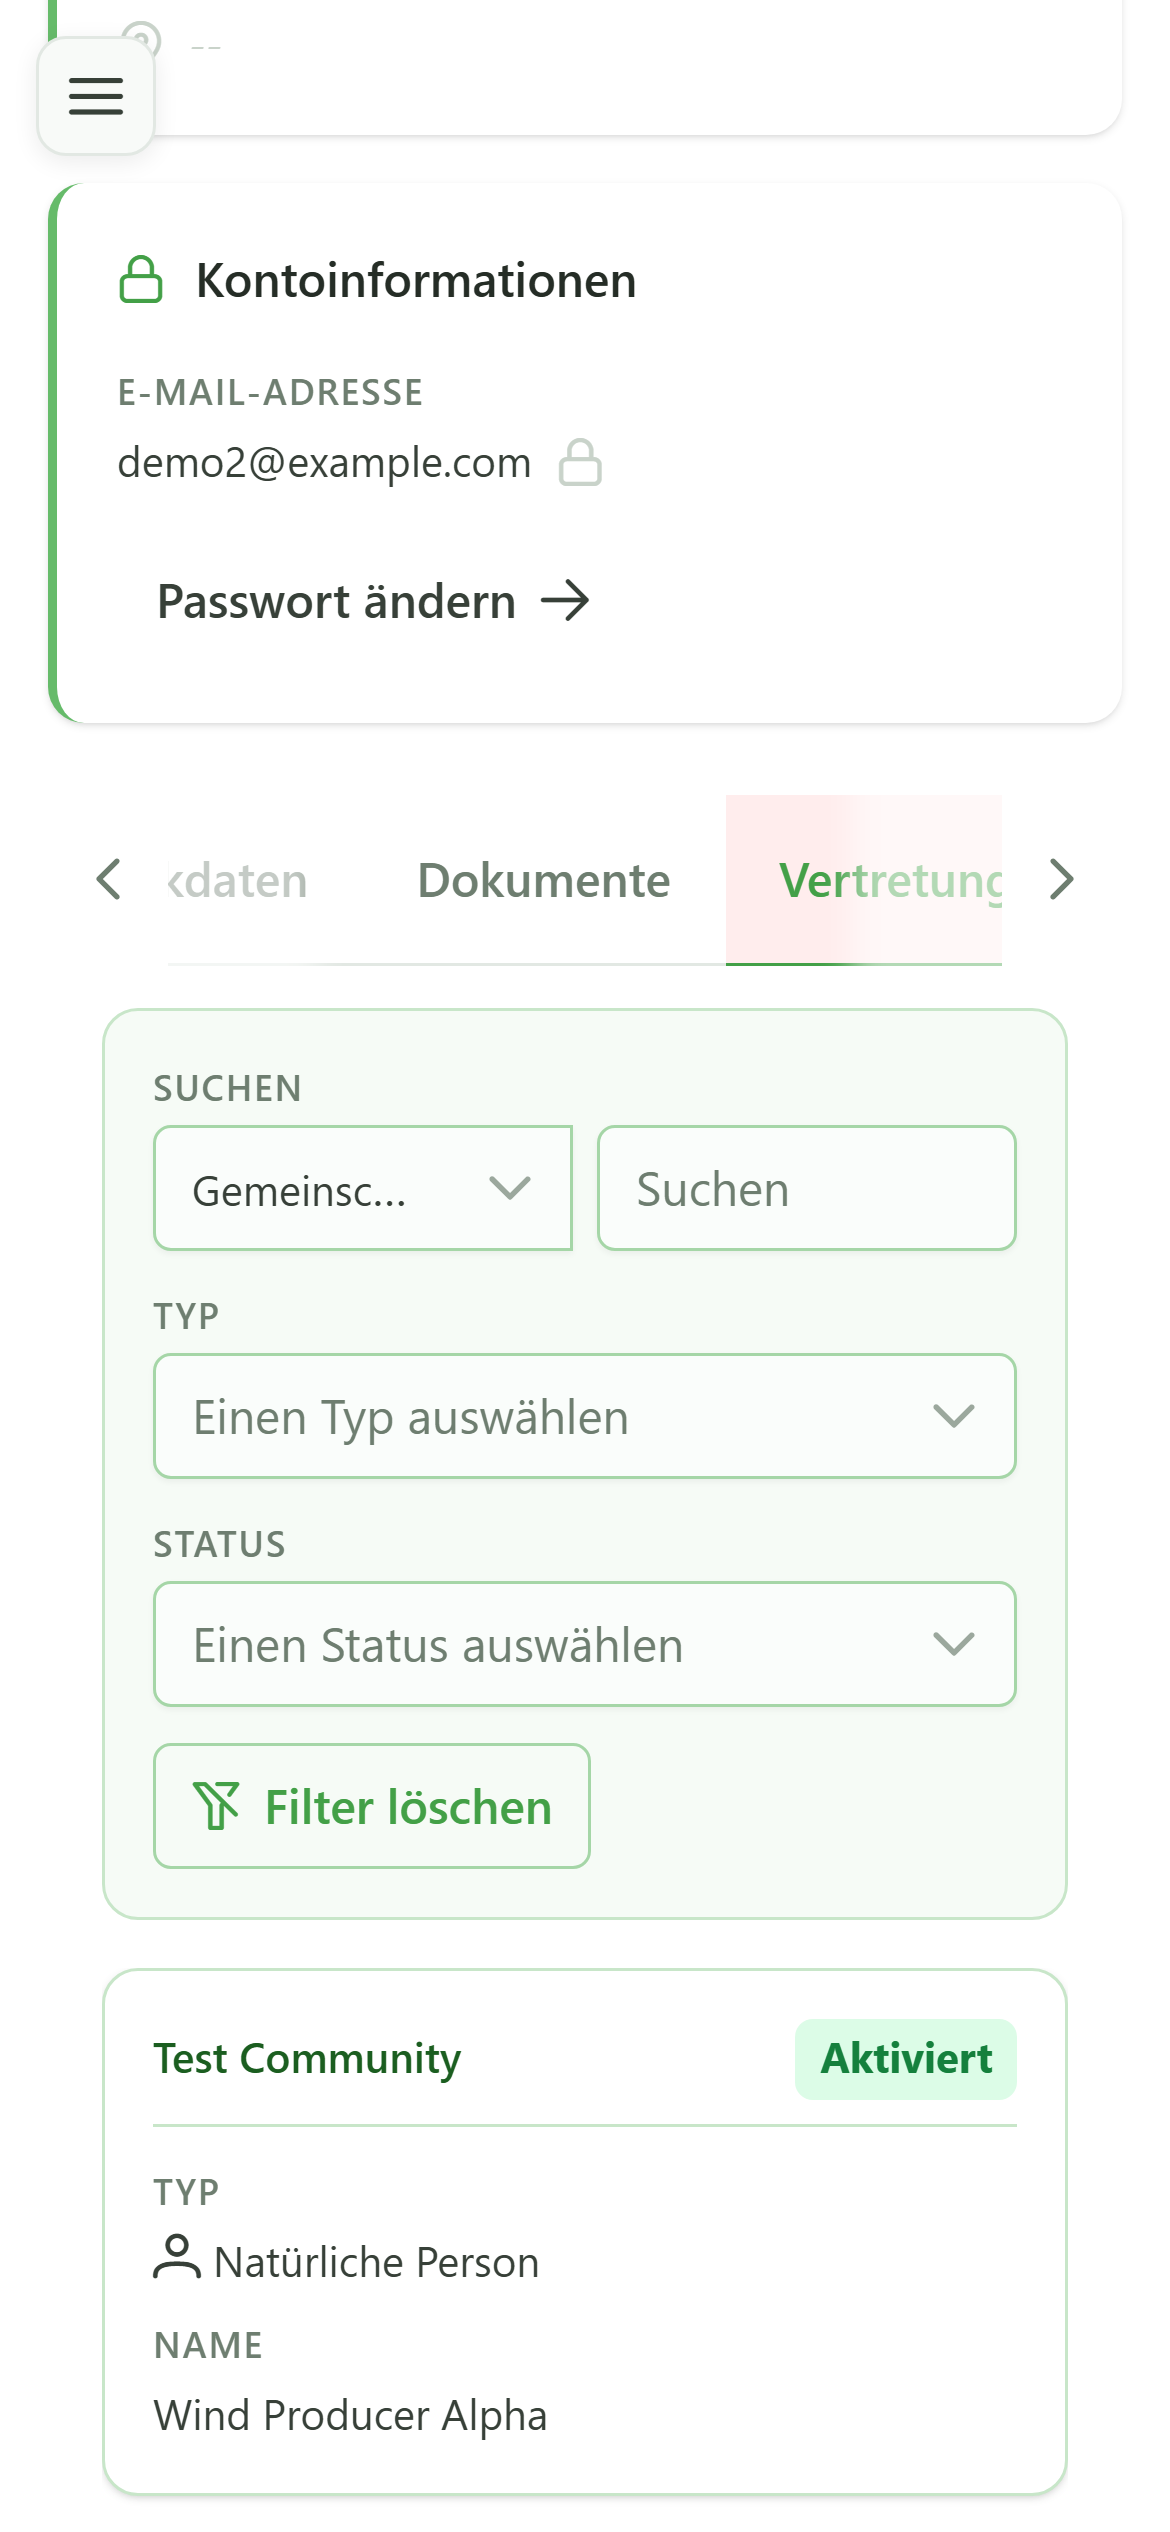 --
Kontoinformationen
E-MAIL-ADRESSE
demo2@example.com
Passwort ändern
kdaten Dokumente Vertretung
SUCHEN
Gemeinsc... Suchen
TYP
Einen Typ auswählen
STATUS
Einen Status auswählen
Filter löschen
Test Community Aktiviert
TYP
Natürliche Person
NAME
Wind Producer Alpha